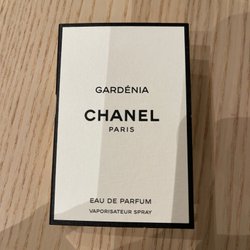 GARDÉNIA
CHANEL
PARIS
EAU DE PARFUM
VAPORISATEUR SPRAY